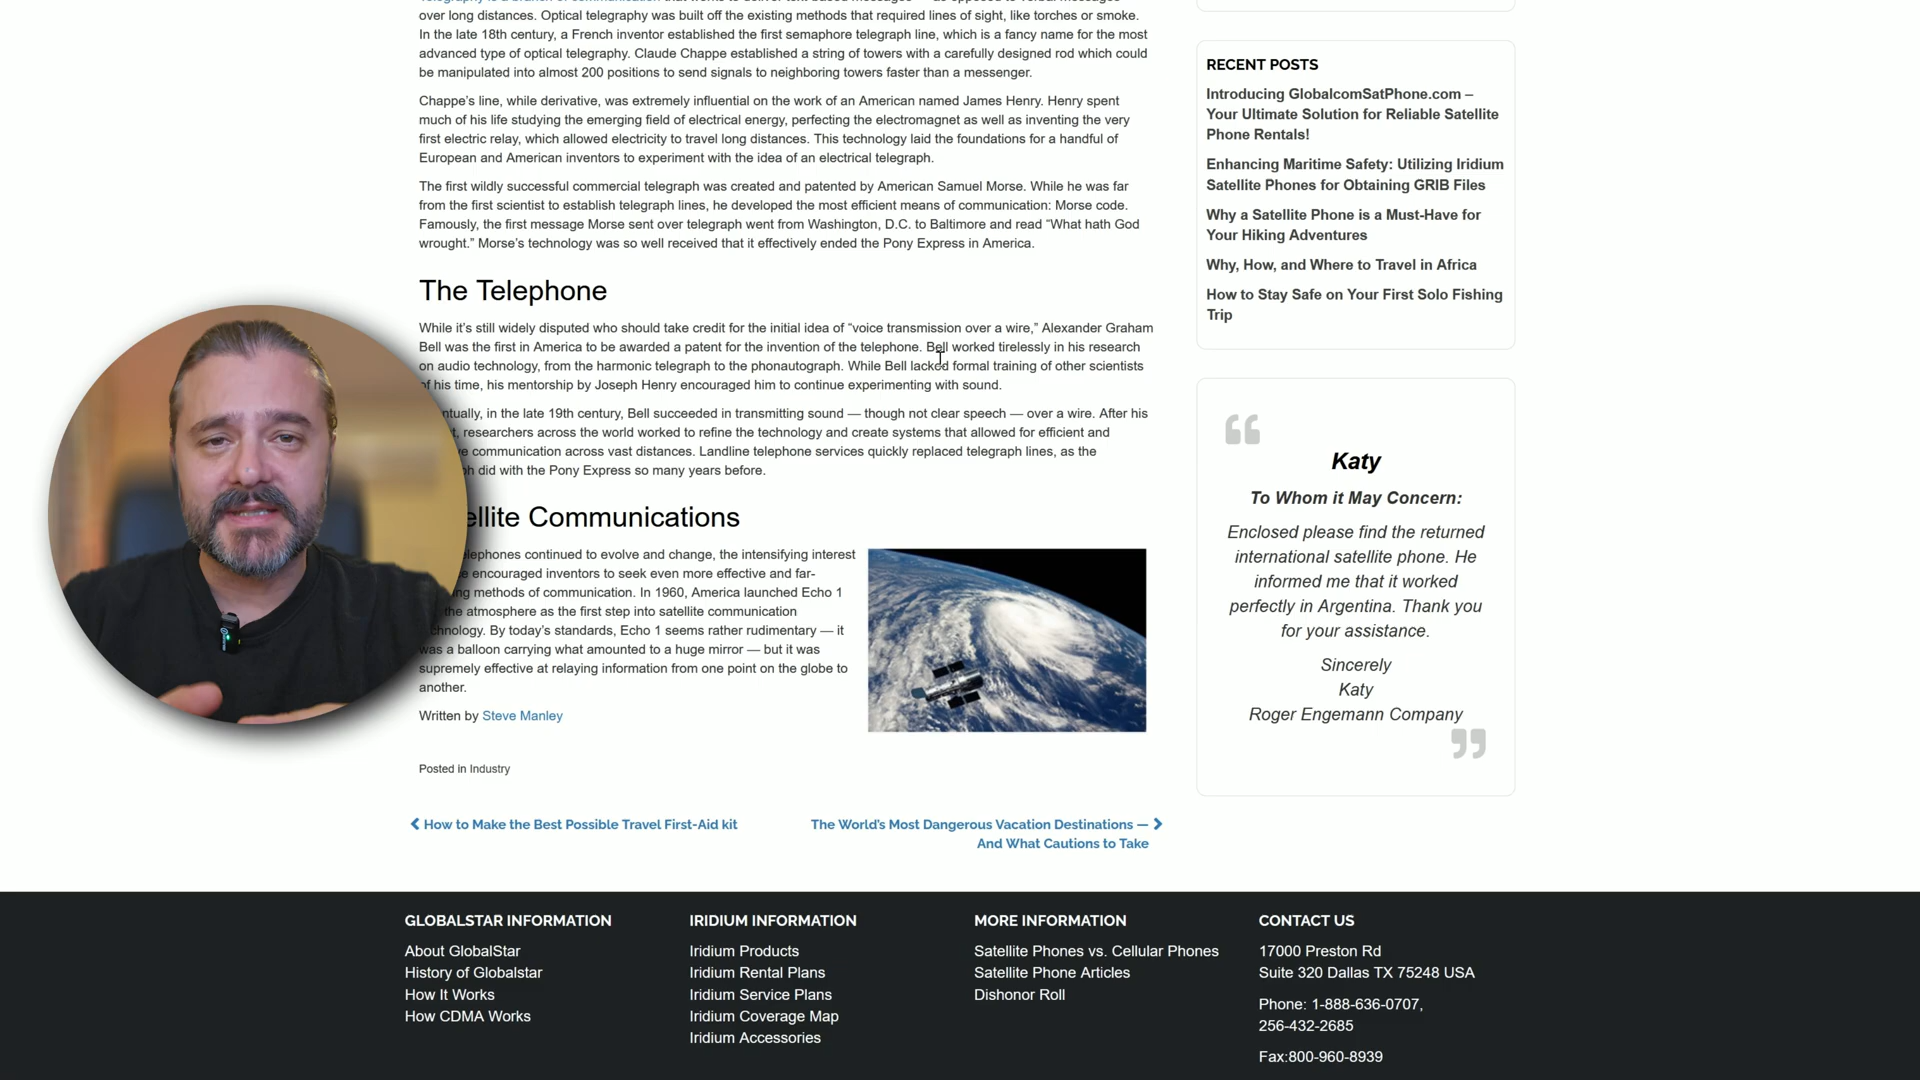 over long distances. Optical telegraphy was built off the existing methods that required lines of sight, like torches or smoke.
In the late 18th century, a French inventor established the first semaphore telegraph line, which is a fancy name for the most
advanced type of optical telegraphy. Claude Chappe established a string of towers with a carefully designed rod which could
be manipulated into almost 200 positions to send signals to neighboring towers faster than a messenger.
Chappe’s line, while derivative, was extremely influential on the work of an American named James Henry. Henry spent
much of his life studying the emerging field of electrical energy, perfecting the electromagnet as well as inventing the very
first electric relay, which allowed electricity to travel long distances. This technology laid the foundations for a handful of
European and American inventors to experiment with the idea of an electrical telegraph.
The first wildly successful commercial telegraph was created and patented by American Samuel Morse. While he was far
from the first scientist to establish telegraph lines, he developed the most efficient means of communication: Morse code.
Famously, the first message Morse sent over telegraph went from Washington, D.C. to Baltimore and read “What hath God
wrought.” Morse’s technology was so well received that it effectively ended the Pony Express in America.
The Telephone
While it’s still widely disputed who should take credit for the initial idea of “voice transmission over a wire,” Alexander Graham
Bell was the first in America to be awarded a patent for the invention of the telephone. Bell worked tirelessly in his research
on audio technology, from the harmonic telegraph to the phonautograph. While Bell lacked formal training of other scientists
of his time, his mentorship by Joseph Henry encouraged him to continue experimenting with sound.
in the late 19th century, Bell succeeded in transmitting sound — though not clear speech — over a wire. After his
researchers across the world worked to refine the technology and create systems that allowed for efficient and
communication across vast distances. Landline telephone services quickly replaced telegraph lines, as the
did with the Pony Express so many years before.
Communications
continued to evolve and change, the intensifying interest
encouraged inventors to seek even more effective and far-
methods of communication. In 1960, America launched Echo 1
the atmosphere as the first step into satellite communication
technology. By today’s standards, Echo 1 seems rather rudimentary — it
was a balloon carrying what amounted to a huge mirror — but it was
supremely effective at relaying information from one point on the globe to
another.
Written by Steve Manley
Posted in Industry
How to Make the Best Possible Travel First-Aid kit
The World’s Most Dangerous Vacation Destinations —
And What Cautions to Take
RECENT POSTS
Introducing GlobalcomSatPhone.com –
Your Ultimate Solution for Reliable Satellite
Phone Rentals!
Enhancing Maritime Safety: Utilizing Iridium
Satellite Phones for Obtaining GRIB Files
Why a Satellite Phone is a Must-Have for
Your Hiking Adventures
Why, How, and Where to Travel in Africa
How to Stay Safe on Your First Solo Fishing
Trip
Katy
To Whom it May Concern:
Enclosed please find the returned
international satellite phone. He
informed me that it worked
perfectly in Argentina. Thank you
for your assistance.
Sincerely
Katy
Roger Engemann Company
GLOBALSTAR INFORMATION
About GlobalStar
History of Globalstar
How It Works
How CDMA Works
IRIDIUM INFORMATION
Iridium Products
Iridium Rental Plans
Iridium Service Plans
Iridium Coverage Map
Iridium Accessories
MORE INFORMATION
Satellite Phones vs. Cellular Phones
Satellite Phone Articles
Dishonor Roll
CONTACT US
17000 Preston Rd
Suite 320 Dallas TX 75248 USA
Phone: 1-888-636-0707,
256-432-2685
Fax:800-960-8939